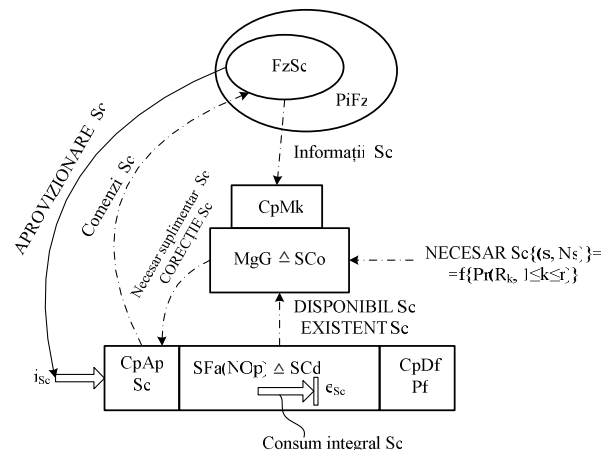 FzSc
PiFz
Informații Sc
APROVIZIONARE Sc
Comenzi Sc
Necesar suplimentar Sc
CORECȚIE Sc
CpMk
MgG ≙ SCo
NECESAR Sc{(s, Ns)}=
=f{Pr(Rk, 1≤k≤r)}
DISPONIBIL Sc
EXISTENT Sc
iSc
CpAp
Sc
SFa(NOp) ≙ SCd
eSc
CpDf
Pf
Consum integral Sc